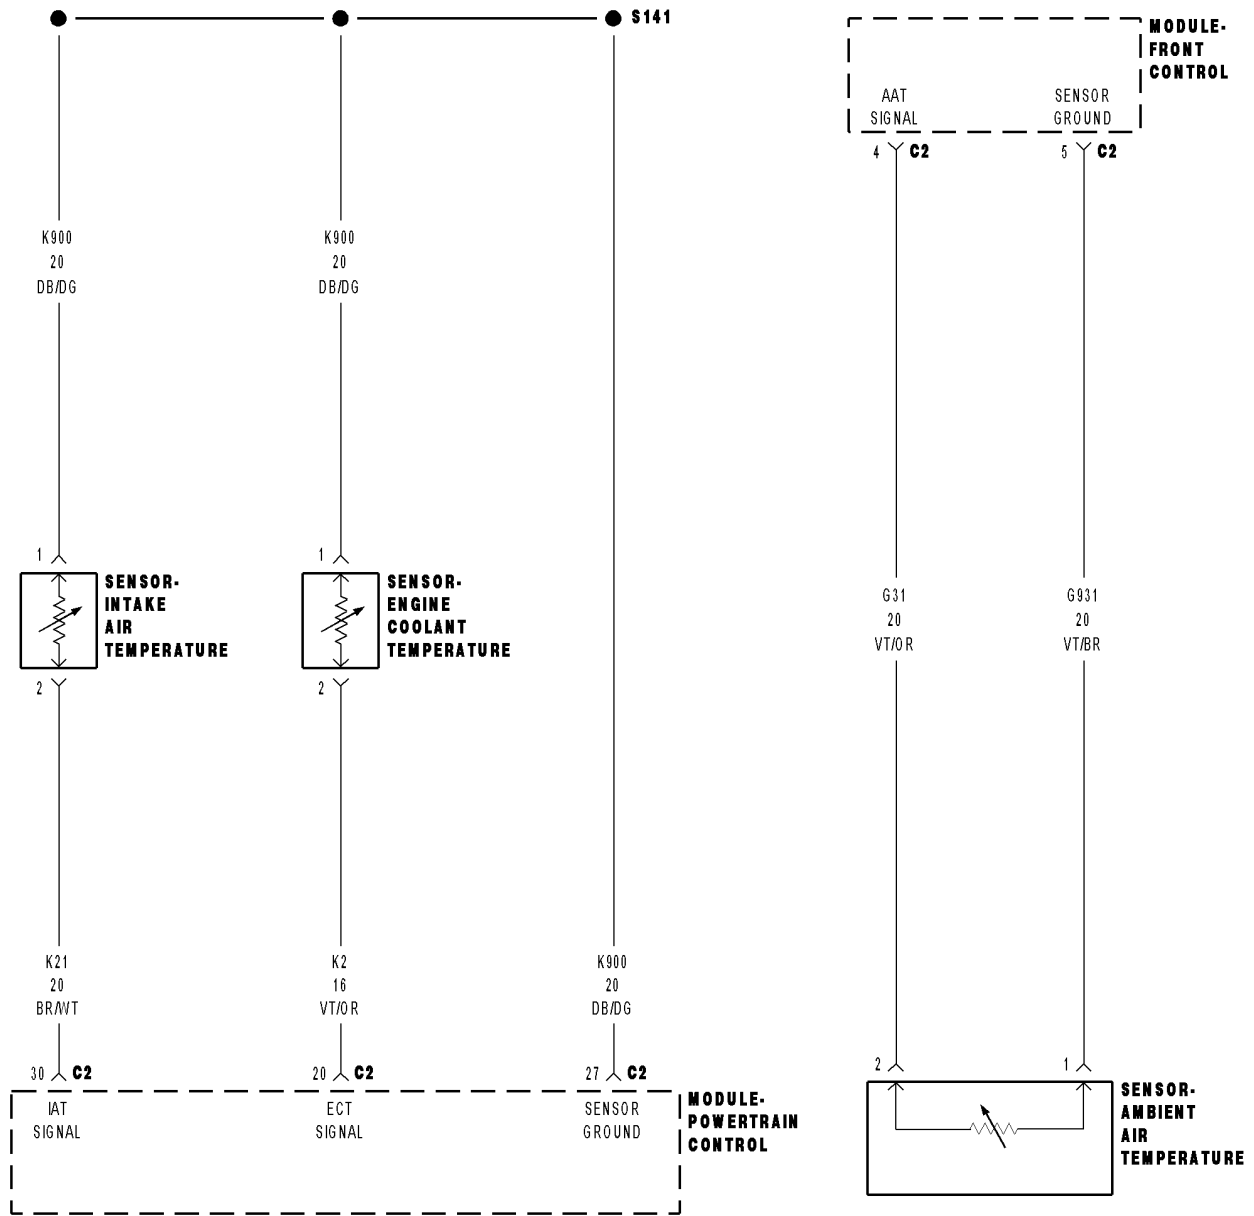 S141
K900
20
DB/DG
K900
20
DB/DG
1
SENSOR-
INTAKE
AIR
TEMPERATURE
2
1
SENSOR-
ENGINE
COOLANT
TEMPERATURE
2
K21
20
BR/WT
K2
16
VT/OR
K900
20
DB/DG
30 C2
20 C2
27 C2
IAT
SIGNAL
ECT
SIGNAL
SENSOR
GROUND
MODULE-
POWERTRAIN
CONTROL
MODULE-
FRONT
CONTROL
AAT
SIGNAL
SENSOR
GROUND
4 C2
5 C2
G31
20
VT/OR
G931
20
VT/BR
2
1
SENSOR-
AMBIENT
AIR
TEMPERATURE